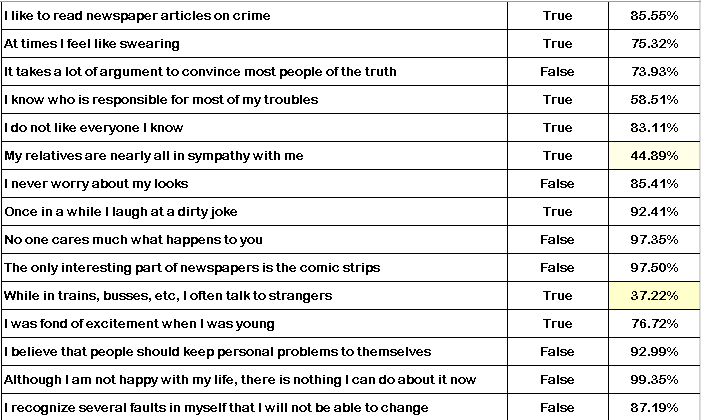 I like to read newspaper articles on crime True 85.55%
At times I feel like swearing True 75.32%
It takes a lot of argument to convince most people of the truth False 73.93%
I know who is responsible for most of my troubles True 58.51%
I do not like everyone I know True 83.11%
My relatives are nearly all in sympathy with me True 44.89%
I never worry about my looks False 85.41%
Once in a while I laugh at a dirty joke True 92.41%
No one cares much what happens to you False 97.35%
The only interesting part of newspapers is the comic strips False 97.50%
While in trains, busses, etc, I often talk to strangers True 37.22%
I was fond of excitement when I was young True 76.72%
I believe that people should keep personal problems to themselves False 92.99%
Although I am not happy with my life, there is nothing I can do about it now False 99.35%
I recognize several faults in myself that I will not be able to change False 87.19%